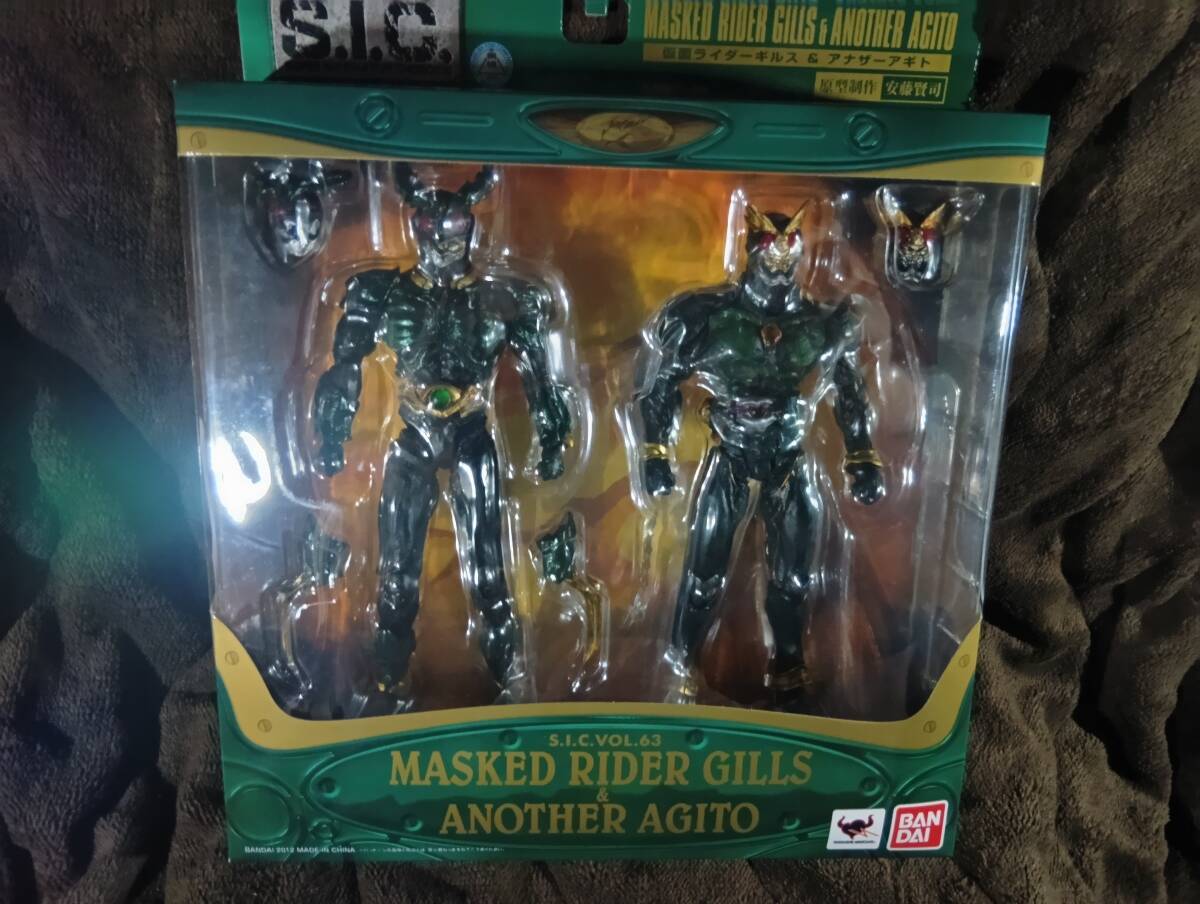 S.I.C.
MASKED RIDER GILLS & ANOTHER AGITO
仮面ライダーギルス & アナザーアギト
原型制作 安藤賢司
S.I.C.VOL.63
MASKED RIDER GILLS
&
ANOTHER AGITO
BAN
DAI
BANDAI 2012 MADE IN CHINA